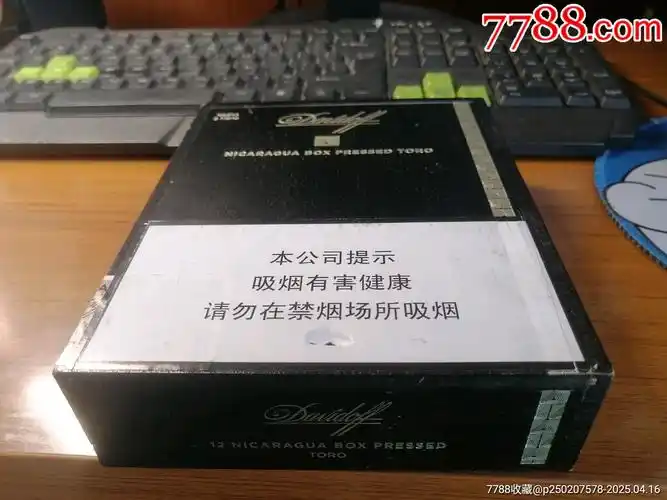 7788.com
Davidoff
NICARAGUA BOX PRESSED TORO
本公司提示
吸烟有害健康
请勿在禁烟场所吸烟
Davidoff
12 NICARAGUA BOX PRESSED
TORO
7788收藏@p250207578-2025.04.16